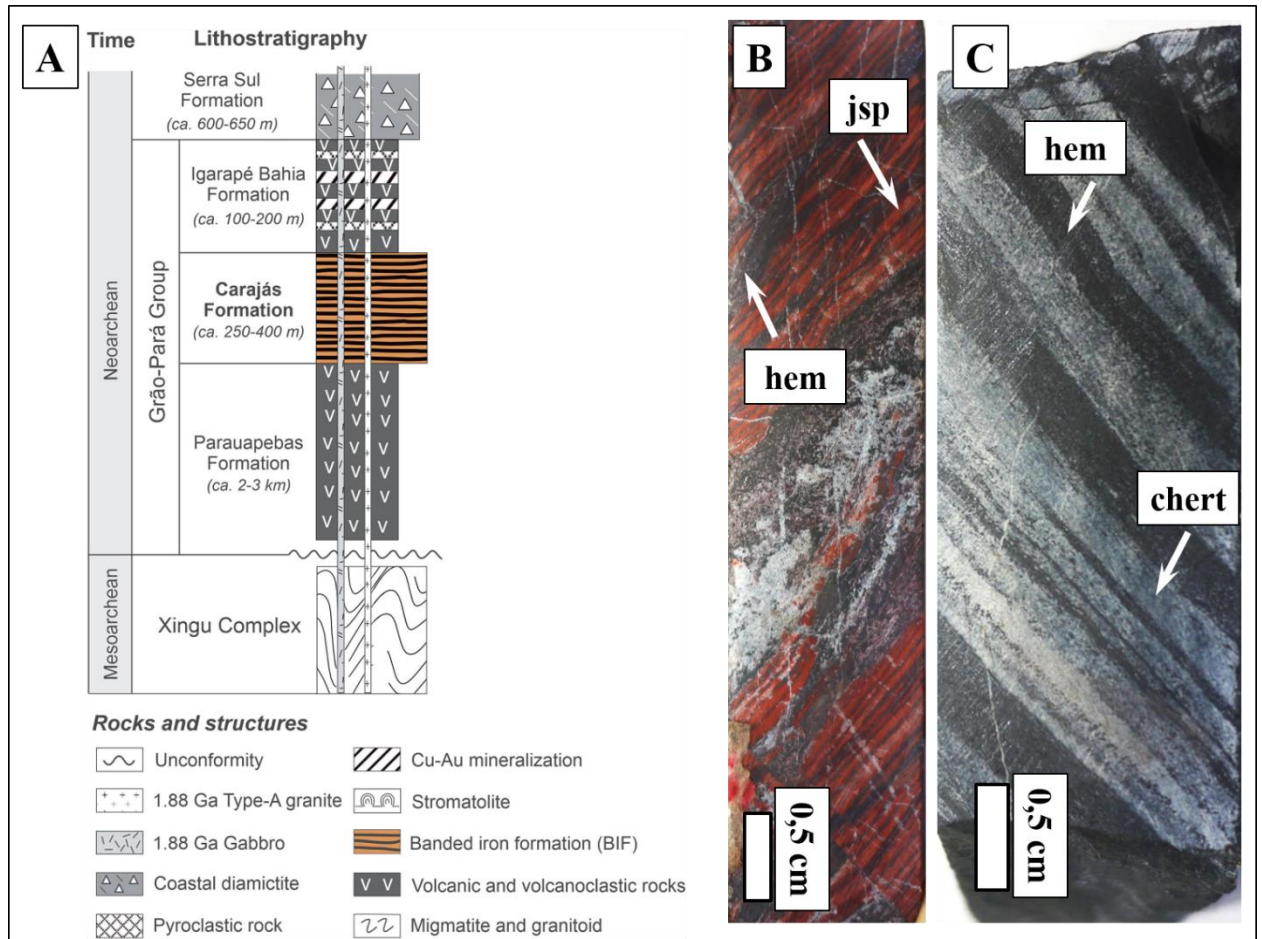 A
Time
Lithostratigraphy
Serra Sul
Formation
(ca. 600-650 m)
Igarapé Bahia
Formation
(ca. 100-200 m)
Carajás
Formation
(ca. 250-400 m)
Parauapebas
Formation
(ca. 2-3 km)
Grão-Pará Group
Neoarchean
Mesoarchean
Xingu Complex
Rocks and structures
Unconformity
1.88 Ga Type-A granite
1.88 Ga Gabbro
Coastal diamictite
Pyroclastic rock
Cu-Au mineralization
Stromatolite
Banded iron formation (BIF)
Volcanic and volcanoclastic rocks
Migmatite and granitoid
B
jsp
hem
0,5 cm
C
hem
chert
0,5 cm